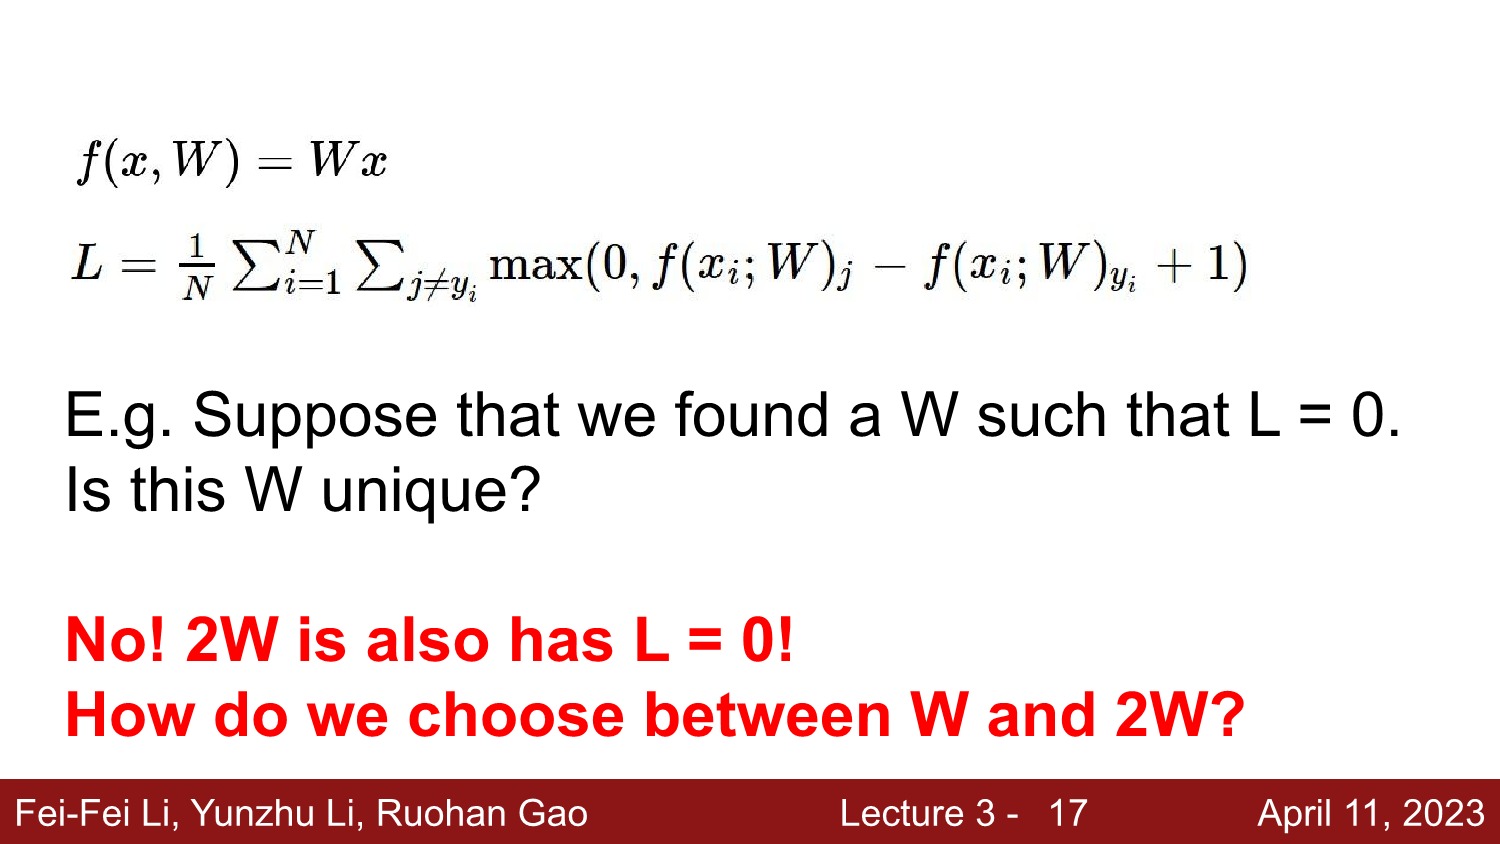 f(x, W) = Wx
L = \frac{1}{N} \sum_{i=1}^{N} \sum_{j \neq y_i} \max(0, f(x_i; W)_j - f(x_i; W)_{y_i} + 1)
E.g. Suppose that we found a W such that L = 0.
Is this W unique?
No! 2W is also has L = 0!
How do we choose between W and 2W?
Fei-Fei Li, Yunzhu Li, Ruohan Gao Lecture 3 - 17 April 11, 2023